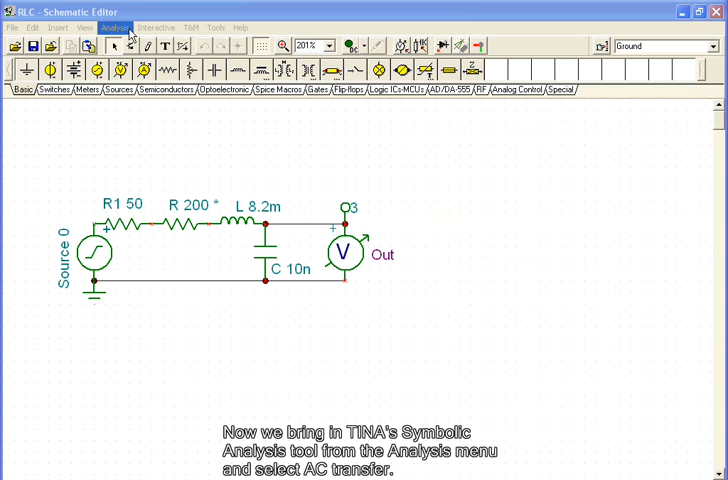 RLC - Schematic Editor
File Edit Insert View Analysis Interactive T&M Tools Help
201% DC Ground
Basic Switches Meters Sources Semiconductors Optoelectronic Spice Macros Gates Flip-flops Logic ICs-MCUs AD/DA-555 RF Analog Control Special
R1 50 R 200 * L 8.2m 3
+ +
Source 0 V Out
C 10n
Now we bring in TINA's Symbolic
Analysis tool from the Analysis menu
and select AC transfer.